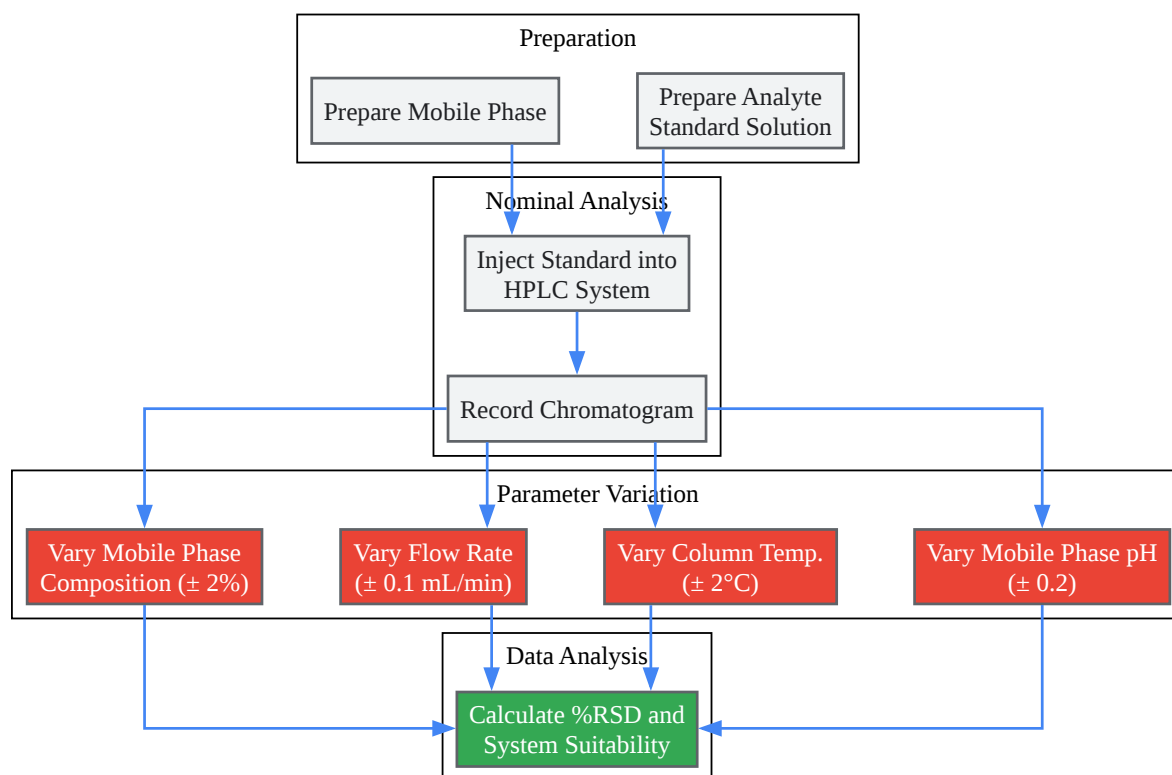 Preparation
Prepare Mobile Phase
Prepare Analyte
Standard Solution
Nominal Analysis
Inject Standard into
HPLC System
Record Chromatogram
Parameter Variation
Vary Mobile Phase
Composition (± 2%)
Vary Flow Rate
(± 0.1 mL/min)
Vary Column Temp.
(± 2°C)
Vary Mobile Phase pH
(± 0.2)
Data Analysis
Calculate %RSD and
System Suitability